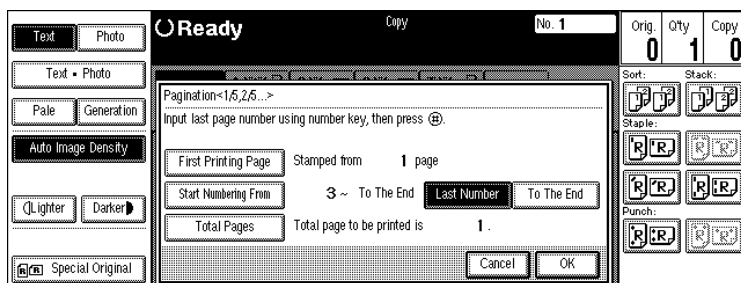 Text Photo
Text • Photo
Pale Generation
Auto Image Density
Lighter Darker
Special Original
Ready
Copy
No. 1
Orig. Q'ty Copy
0 1 0
Pagination<1/5,2/5...>
Input last page number using number key, then press (#).
First Printing Page Stamped from 1 page
Start Numbering From 3 ~ To The End Last Number To The End
Total Pages Total page to be printed is 1 .
Cancel OK
Sort: Stack:
Staple:
Punch: